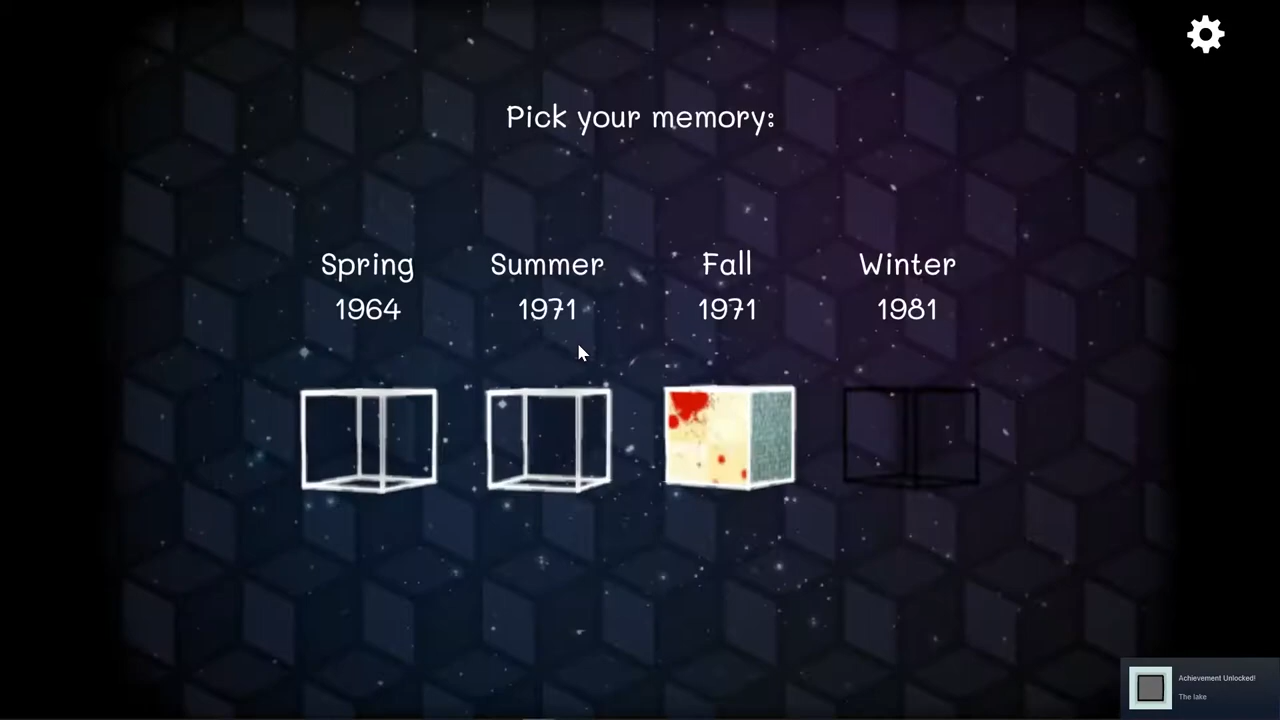 Pick your memory:
Spring
1964
Summer
1971
Fall
1971
Winter
1981
Achievement Unlocked!
The lake